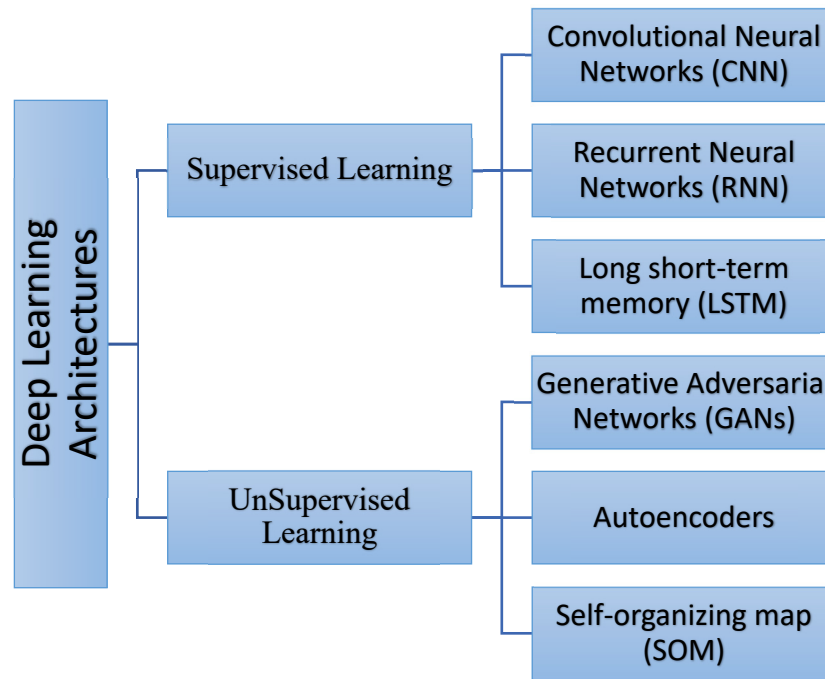 Deep Learning
Architectures
Supervised Learning
Convolutional Neural
Networks (CNN)
Recurrent Neural
Networks (RNN)
Long short-term
memory (LSTM)
UnSupervised
Learning
Generative Adversaria
Networks (GANs)
Autoencoders
Self-organizing map
(SOM)